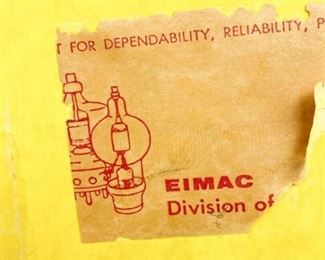 FOR DEPENDABILITY, RELIABILITY, P
EIMAC
Division of